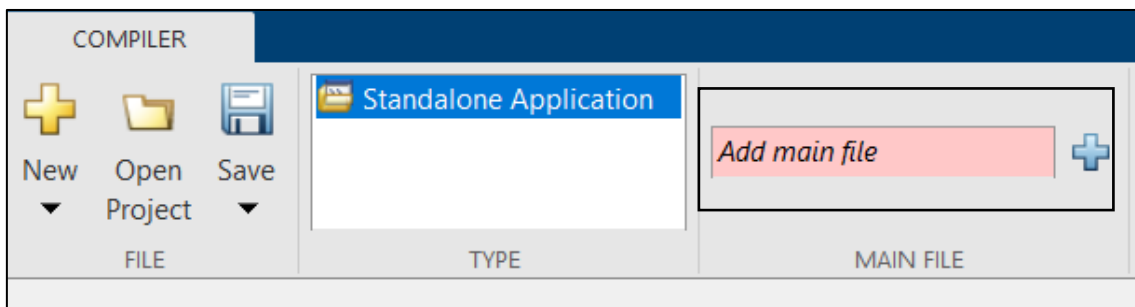 COMPILER
New
Open
Project
Save
FILE
Standalone Application
TYPE
Add main file
MAIN FILE